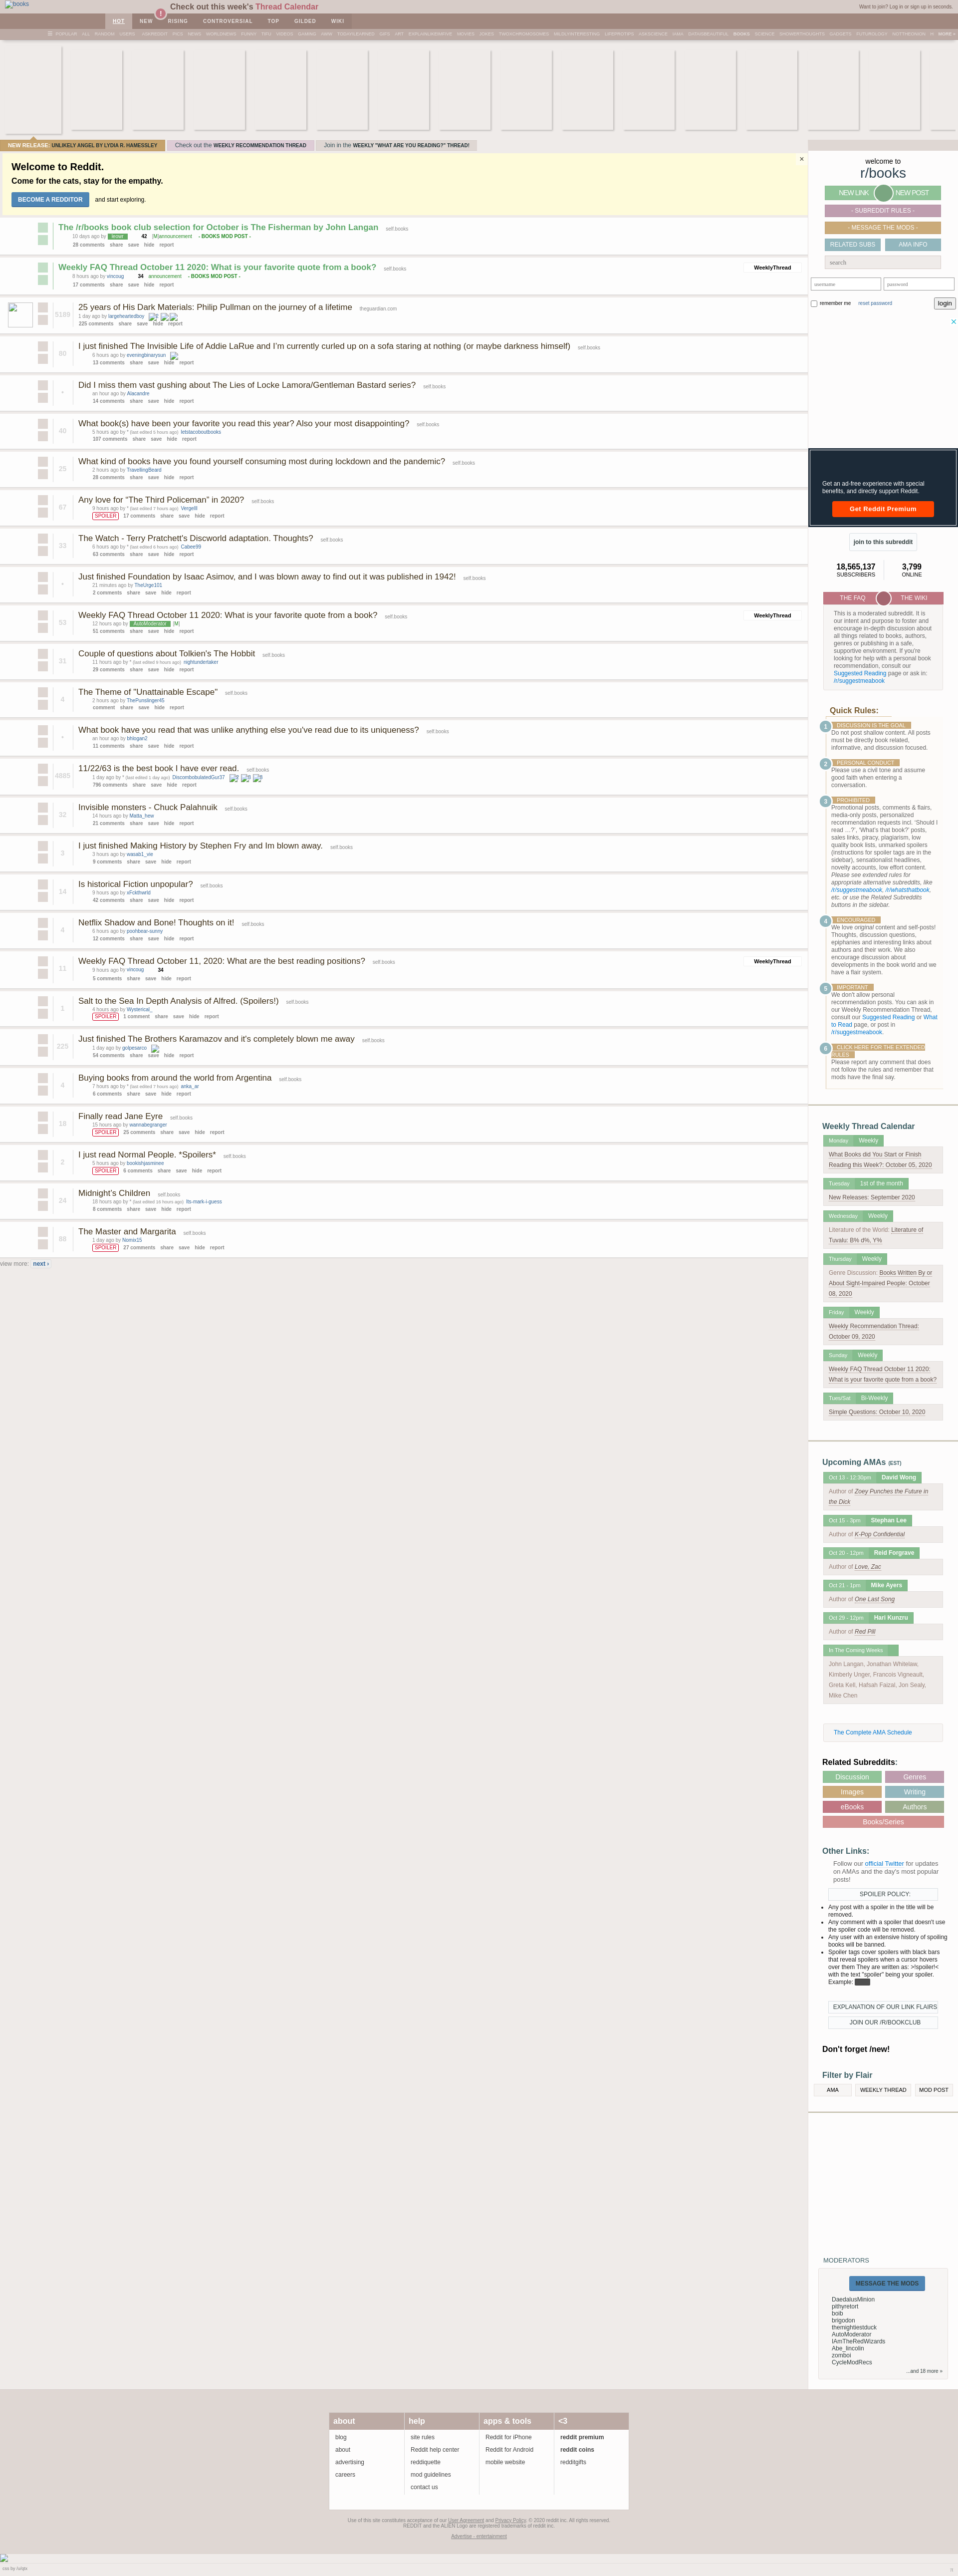 books
Check out this week's Thread Calendar
Want to join? Log in or sign up in seconds.
HOT NEW RISING CONTROVERSIAL TOP GILDED WIKI
NEW RELEASE: UNLIKELY ANGEL BY LYDIA R. HAMESSLEY
Check out the WEEKLY RECOMMENDATION THREAD
Join in the WEEKLY "WHAT ARE YOU READING?" THREAD!
Welcome to Reddit.
Come for the cats, stay for the empathy.
BECOME A REDDITOR and start exploring.
The /r/books book club selection for October is The Fisherman by John Langan self.books
10 days ago by leowr 42 [M]announcement - BOOKS MOD POST -
28 comments share save hide report
Weekly FAQ Thread October 11 2020: What is your favorite quote from a book? self.books
WeeklyThread
9 hours ago by vincoug 34 announcement - BOOKS MOD POST -
17 comments share save hide report
5189
25 years of His Dark Materials: Philip Pullman on the journey of a lifetime theguardian.com
1 day ago by largeheartedboy
225 comments share save hide report
80
I just finished The Invisible Life of Addie LaRue and I'm currently curled up on a sofa staring at nothing (or maybe darkness himself) self.books
6 hours ago by eveningbinarysun
13 comments share save hide report
•
Did I miss them vast gushing about The Lies of Locke Lamora/Gentleman Bastard series? self.books
an hour ago by Alacandre
14 comments share save hide report
40
What book(s) have been your favorite you read this year? Also your most disappointing? self.books
5 hours ago by * (last edited 5 hours ago) letstacoboutbooks
107 comments share save hide report
25
What kind of books have you found yourself consuming most during lockdown and the pandemic? self.books
2 hours ago by TravellingBeard
28 comments share save hide report
67
Any love for "The Third Policeman" in 2020? self.books
9 hours ago by * (last edited 7 hours ago) Vergel8
SPOILER 17 comments share save hide report
33
The Watch - Terry Pratchett's Discworld adaptation. Thoughts? self.books
6 hours ago by * (last edited 6 hours ago) Cabee99
63 comments share save hide report
•
Just finished Foundation by Isaac Asimov, and I was blown away to find out it was published in 1942! self.books
21 minutes ago by TheUrge101
2 comments share save hide report
53
Weekly FAQ Thread October 11 2020: What is your favorite quote from a book? self.books
WeeklyThread
12 hours ago by AutoModerator [M]
51 comments share save hide report
31
Couple of questions about Tolkien's The Hobbit self.books
11 hours ago by * (last edited 9 hours ago) nightundertaker
29 comments share save hide report
4
The Theme of "Unattainable Escape" self.books
2 hours ago by ThePunslinger45
comment share save hide report
•
What book have you read that was unlike anything else you've read due to its uniqueness? self.books
an hour ago by bhlogan2
11 comments share save hide report
4885
11/22/63 is the best book I have ever read. self.books
1 day ago by * (last edited 1 day ago) DiscombobulatedGuri37
796 comments share save hide report
32
Invisible monsters - Chuck Palahnuik self.books
14 hours ago by Malta_hew
21 comments share save hide report
3
I just finished Making History by Stephen Fry and Im blown away. self.books
3 hours ago by wasab1_vie
9 comments share save hide report
14
Is historical Fiction unpopular? self.books
9 hours ago by xFckthwrld
42 comments share save hide report
4
Netflix Shadow and Bone! Thoughts on it! self.books
6 hours ago by poohbear-sunny
12 comments share save hide report
11
Weekly FAQ Thread October 11, 2020: What are the best reading positions? self.books
WeeklyThread
9 hours ago by vincoug 34
5 comments share save hide report
1
Salt to the Sea In Depth Analysis of Alfred. (Spoilers!) self.books
4 hours ago by Wysterical_
SPOILER 1 comment share save hide report
225
Just finished The Brothers Karamazov and it's completely blown me away self.books
1 day ago by golpesarco
54 comments share save hide report
4
Buying books from around the world from Argentina self.books
7 hours ago by * (last edited 7 hours ago) anka_ar
6 comments share save hide report
18
Finally read Jane Eyre self.books
15 hours ago by wannabegranger
SPOILER 25 comments share save hide report
2
I just read Normal People. *Spoilers* self.books
5 hours ago by bookishjasminee
SPOILER 6 comments share save hide report
24
Midnight's Children self.books
18 hours ago by * (last edited 16 hours ago) Its-mark-i-guess
8 comments share save hide report
88
The Master and Margarita self.books
1 day ago by Nomix15
SPOILER 27 comments share save hide report
view more: next ›
welcome to
r/books
NEW LINK NEW POST
- SUBREDDIT RULES -
- MESSAGE THE MODS -
RELATED SUBS AMA INFO
search
username password
remember me reset password login
Get an ad-free experience with special
benefits, and directly support Reddit.
Get Reddit Premium
join to this subreddit
18,565,137 3,799
SUBSCRIBERS ONLINE
THE FAQ THE WIKI
This is a moderated subreddit. It is
our intent and purpose to foster and
encourage in-depth discussion about
all things related to books, authors,
genres or publishing in a safe,
supportive environment. If you're
looking for help with a personal book
recommendation, consult our
Suggested Reading page or ask in:
/r/suggestmeabook
Quick Rules:
1 DISCUSSION IS THE GOAL
Do not post shallow content. All posts
must be directly book related,
informative, and discussion focused.
2 PERSONAL CONDUCT
Please use a civil tone and assume
good faith when entering a
conversation.
3 PROHIBITED
Promotional posts, comments & flairs,
media-only posts, personalized
recommendation requests incl. 'Should I
read …?', 'What's that book?' posts,
sales links, piracy, plagiarism, low
quality book lists, unmarked spoilers
(instructions for spoiler tags are in the
sidebar), sensationalist headlines,
novelty accounts, low effort content.
Please see extended rules for
appropriate alternative subreddits, like
/r/suggestmeabook, /r/whatsthatbook,
etc. or use the Related Subreddits
buttons in the sidebar.
4 ENCOURAGED
We love original content and self-posts!
Thoughts, discussion questions,
epiphanies and interesting links about
authors and their work. We also
encourage discussion about
developments in the book world and we
have a flair system.
5 IMPORTANT
We don't allow personal
recommendation posts. You can ask in
our Weekly Recommendation Thread,
consult our Suggested Reading or What
to Read page, or post in
/r/suggestmeabook.
6 CLICK HERE FOR THE EXTENDED
RULES
Please report any comment that does
not follow the rules and remember that
mods have the final say.
Weekly Thread Calendar
Monday Weekly
What Books did You Start or Finish
Reading this Week?: October 05, 2020
Tuesday 1st of the month
New Releases: September 2020
Wednesday Weekly
Literature of the World: Literature of
Tuvalu: B% d%, Y%
Thursday Weekly
Genre Discussion: Books Written By or
About Sight-Impaired People: October
08, 2020
Friday Weekly
Weekly Recommendation Thread:
October 09, 2020
Sunday Weekly
Weekly FAQ Thread October 11 2020:
What is your favorite quote from a book?
Tues/Sat Bi-Weekly
Simple Questions: October 10, 2020
Upcoming AMAs (EST)
Oct 13 - 12:30pm David Wong
Author of Zoey Punches the Future in
the Dick
Oct 15 - 3pm Stephan Lee
Author of K-Pop Confidential
Oct 20 - 12pm Reid Forgrave
Author of Love, Zac
Oct 21 - 1pm Mike Ayers
Author of One Last Song
Oct 29 - 12pm Hari Kunzru
Author of Red Pill
In The Coming Weeks
John Langan, Jonathan Whitelaw,
Kimberly Unger, Francois Vigneault,
Greta Kell, Hafsah Faizal, Jon Sealy,
Mike Chen
The Complete AMA Schedule
Related Subreddits:
Discussion Genres
Images Writing
eBooks Authors
Books/Series
Other Links:
Follow our official Twitter for updates
on AMAs and the day's most popular
posts!
SPOILER POLICY:
Any post with a spoiler in the title will be
removed.
Any comment with a spoiler that doesn't use
the spoiler code will be removed.
Any user with an extensive history of spoiling
books will be banned.
Spoiler tags cover spoilers with black bars
that reveal spoilers when a cursor hovers
over them They are written as: >!spoiler!<
with the text "spoiler" being your spoiler.
Example:
EXPLANATION OF OUR LINK FLAIRS
JOIN OUR /R/BOOKCLUB
Don't forget /new!
Filter by Flair
AMA WEEKLY THREAD MOD POST
MODERATORS
MESSAGE THE MODS
DaedalusMinion
pithyretort
boib
brigodon
thewhightiestduck
AutoModerator
IAmTheRedWizards
Abe_lincolin
zomboi
CycleModRecs
...and 18 more »
about
blog
about
advertising
careers
help
site rules
Reddit help center
reddiquette
mod guidelines
contact us
apps & tools
Reddit for iPhone
Reddit for Android
mobile website
<3
reddit premium
reddit coins
redditgifts
Use of this site constitutes acceptance of our User Agreement and Privacy Policy. © 2020 reddit inc. All rights reserved.
REDDIT and the ALIEN Logo are registered trademarks of reddit inc.
Advertise - entertainment